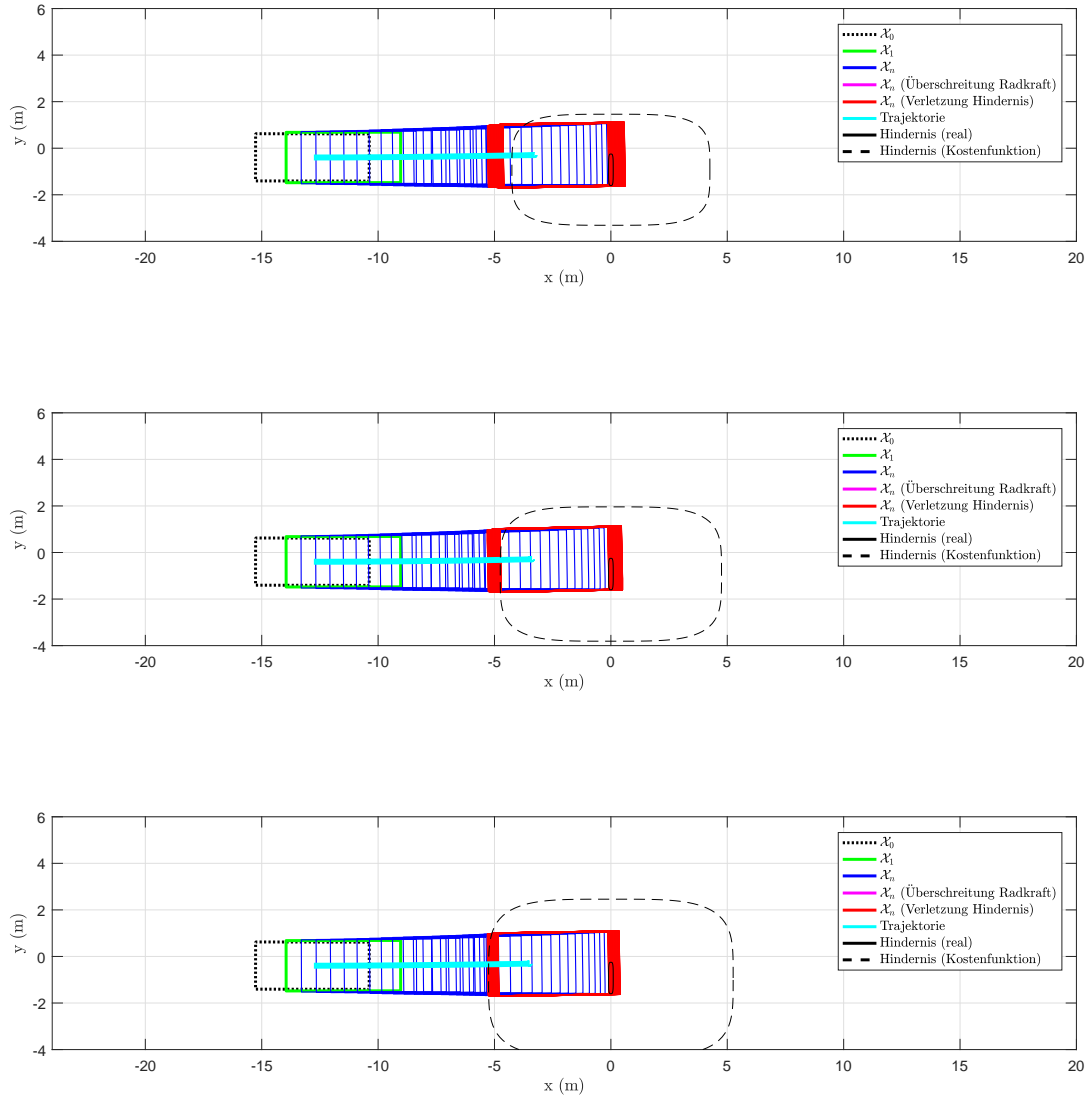 6
4
2
0
-2
-4
y (m)
-20 -15 -10 -5 0 5 10 15 20
x (m)
𝒳₀
𝒳₁
𝒳ₙ
𝒳ₙ (Überschreitung Radkraft)
𝒳ₙ (Verletzung Hindernis)
Trajektorie
Hindernis (real)
Hindernis (Kostenfunktion)
6
4
2
0
-2
-4
y (m)
-20 -15 -10 -5 0 5 10 15 20
x (m)
𝒳₀
𝒳₁
𝒳ₙ
𝒳ₙ (Überschreitung Radkraft)
𝒳ₙ (Verletzung Hindernis)
Trajektorie
Hindernis (real)
Hindernis (Kostenfunktion)
6
4
2
0
-2
-4
y (m)
-20 -15 -10 -5 0 5 10 15 20
x (m)
𝒳₀
𝒳₁
𝒳ₙ
𝒳ₙ (Überschreitung Radkraft)
𝒳ₙ (Verletzung Hindernis)
Trajektorie
Hindernis (real)
Hindernis (Kostenfunktion)